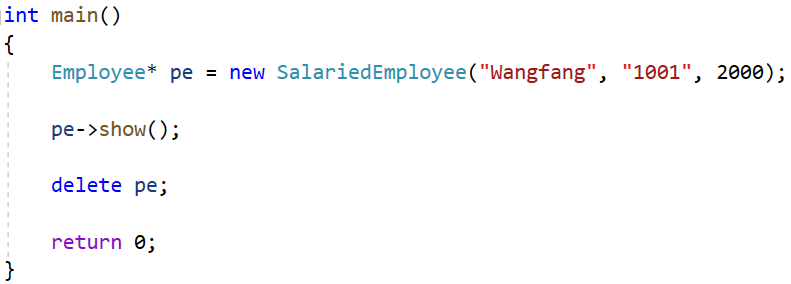 int main()
{
    Employee* pe = new SalariedEmployee("Wangfang", "1001", 2000);
    pe->show();
    delete pe;
    return 0;
}